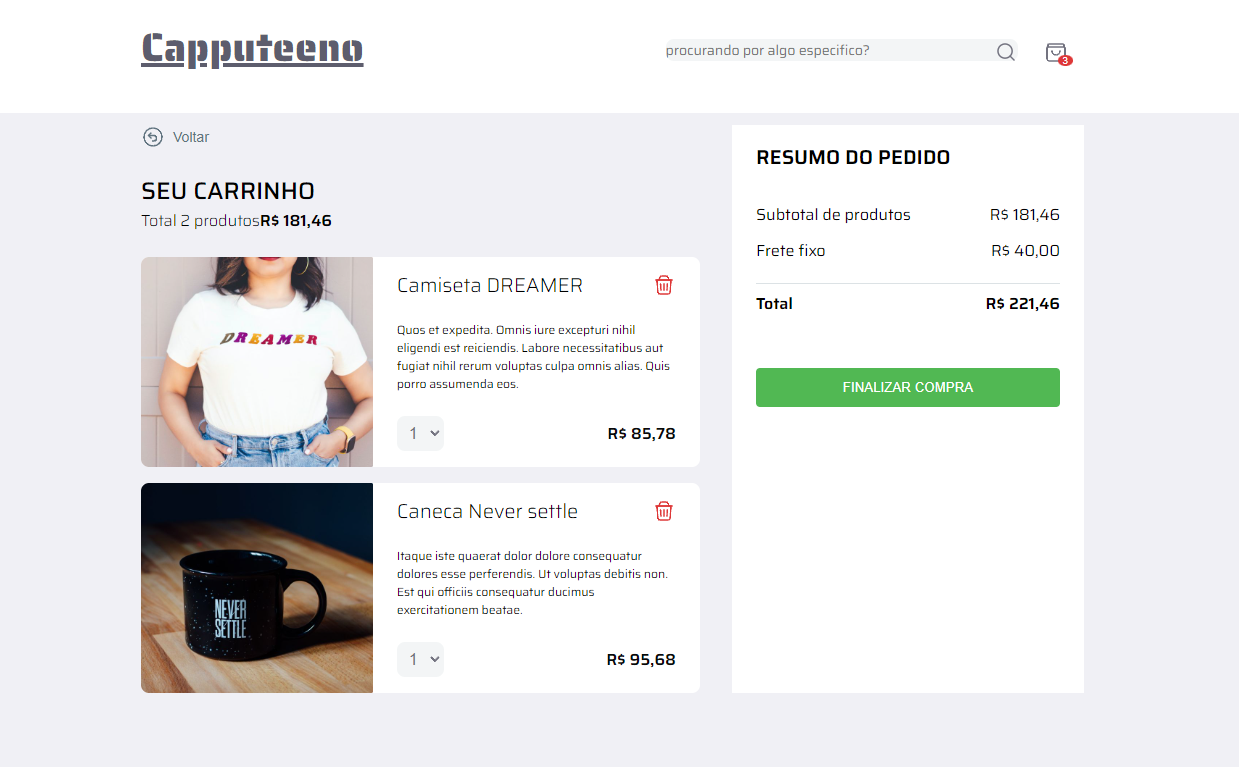 Capputeeno
procurando por algo especifico?
3
Voltar
SEU CARRINHO
Total 2 produtosR$ 181,46
DREAMER
Camiseta DREAMER
Quos et expedita. Omnis iure excepturi nihil
eligendi est reiciendis. Labore necessitatibus aut
fugiat nihil rerum voluptas culpa omnis alias. Quis
porro assumenda eos.
1
R$ 85,78
NEVER
SETTLE
Caneca Never settle
Itaque iste quaerat dolor dolore consequatur
dolores esse perferendis. Ut voluptas debitis non.
Est qui officiis consequatur ducimus
exercitationem beatae.
1
R$ 95,68
RESUMO DO PEDIDO
Subtotal de produtos R$ 181,46
Frete fixo R$ 40,00
Total R$ 221,46
FINALIZAR COMPRA